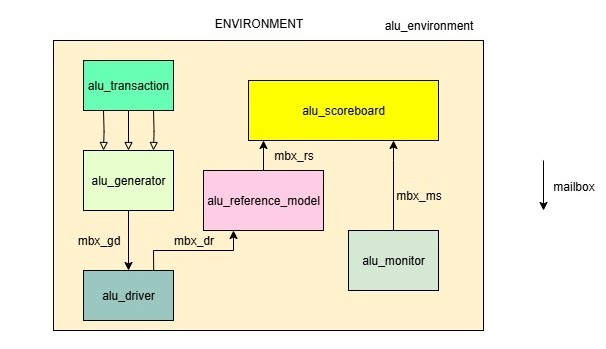 ENVIRONMENT
alu_environment
alu_transaction
alu_scoreboard
alu_generator
mbx_rs
alu_reference_model
mbx_ms
mailbox
mbx_gd
mbx_dr
alu_monitor
alu_driver